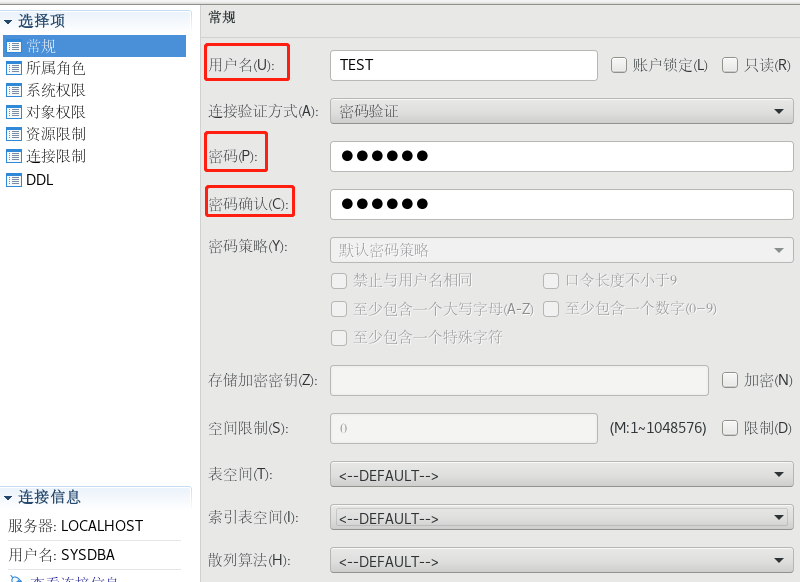 选择项
常规
所属角色
系统权限
对象权限
资源限制
连接限制
DDL
连接信息
服务器: LOCALHOST
用户名: SYSDBA
查看连接信息
常规
用户名(U): TEST 账户锁定(L) 只读(R)
连接验证方式(A): 密码验证
密码(P): ●●●●●●
密码确认(C): ●●●●●●
密码策略(Y): 默认密码策略
禁止与用户名相同 口令长度不小于9
至少包含一个大写字母(A-Z) 至少包含一个数字(0-9)
至少包含一个特殊字符
存储加密密钥(Z): 加密(N)
空间限制(S): 0 (M:1~1048576) 限制(D)
表空间(T): <--DEFAULT-->
索引表空间(I): <--DEFAULT-->
散列算法(H): <--DEFAULT-->